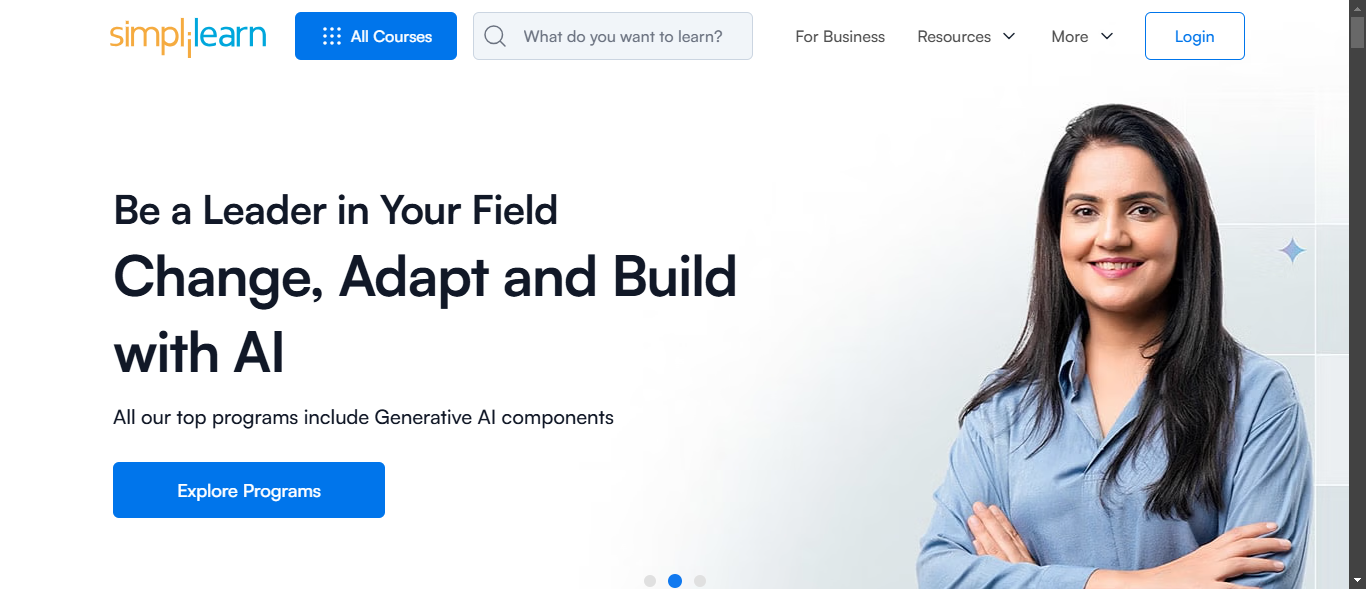 simplilearn
All Courses
What do you want to learn?
For Business
Resources
More
Login
Be a Leader in Your Field
Change, Adapt and Build
with AI
All our top programs include Generative AI components
Explore Programs